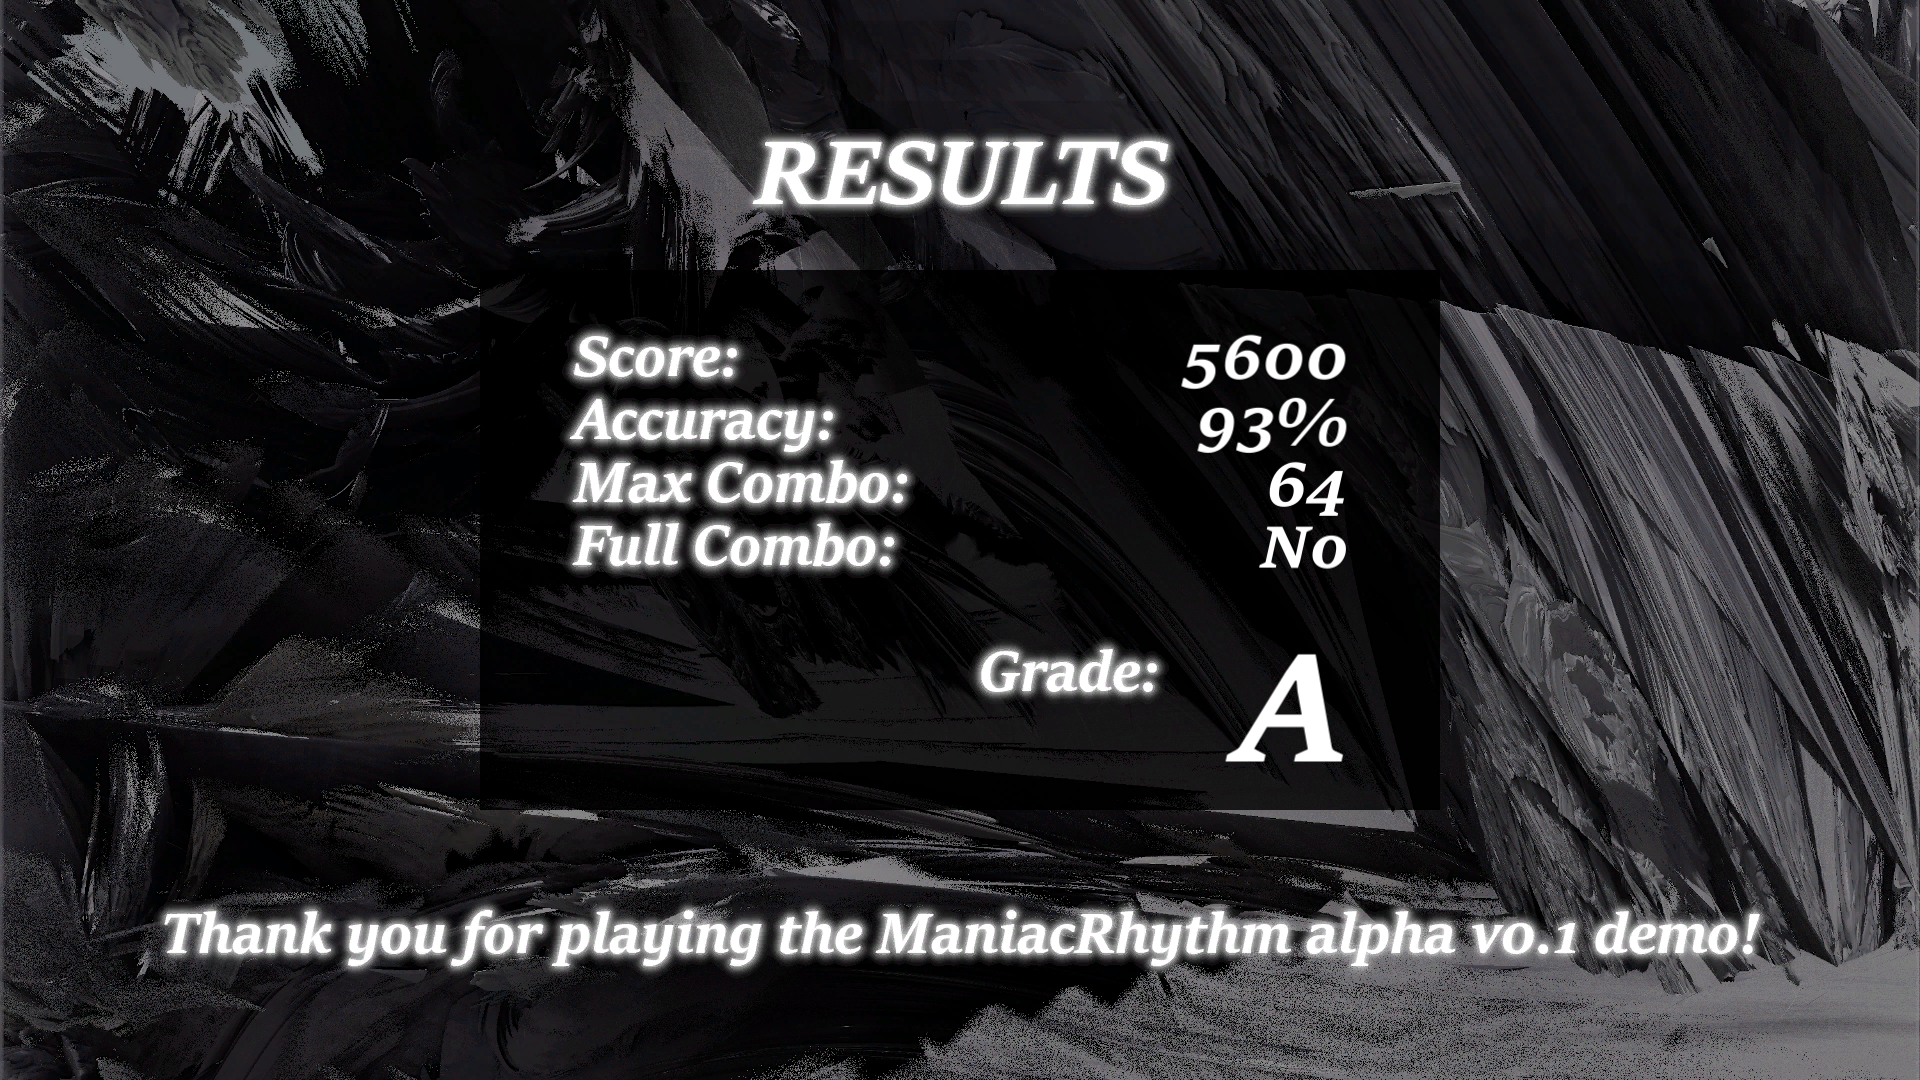 RESULTS
Score: 5600
Accuracy: 93%
Max Combo: 64
Full Combo: No
Grade: A
Thank you for playing the ManiacRhythm alpha v0.1 demo!